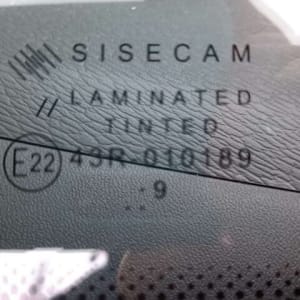 SISECAM
// LAMINATED
TINTED
E22 43R-010189
..:9
..